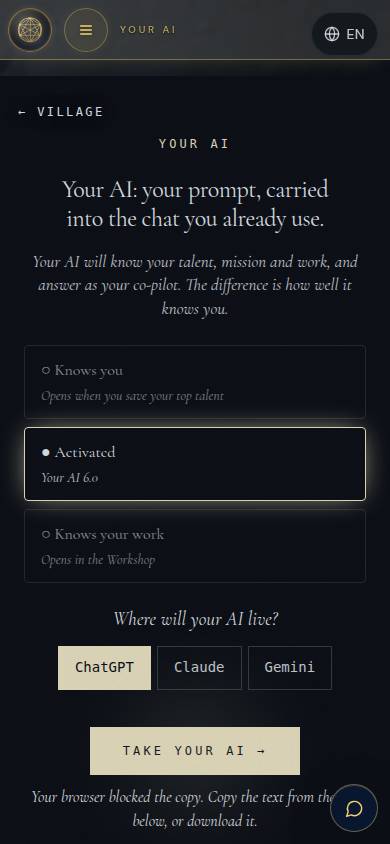 YOUR AI
EN
← VILLAGE
YOUR AI
Your AI: your prompt, carried
into the chat you already use.
Your AI will know your talent, mission and work, and
answer as your co-pilot. The difference is how well it
knows you.
○ Knows you
Opens when you save your top talent
● Activated
Your AI 6.0
○ Knows your work
Opens in the Workshop
Where will your AI live?
ChatGPT
Claude
Gemini
TAKE YOUR AI →
Your browser blocked the copy. Copy the text from the
below, or download it.